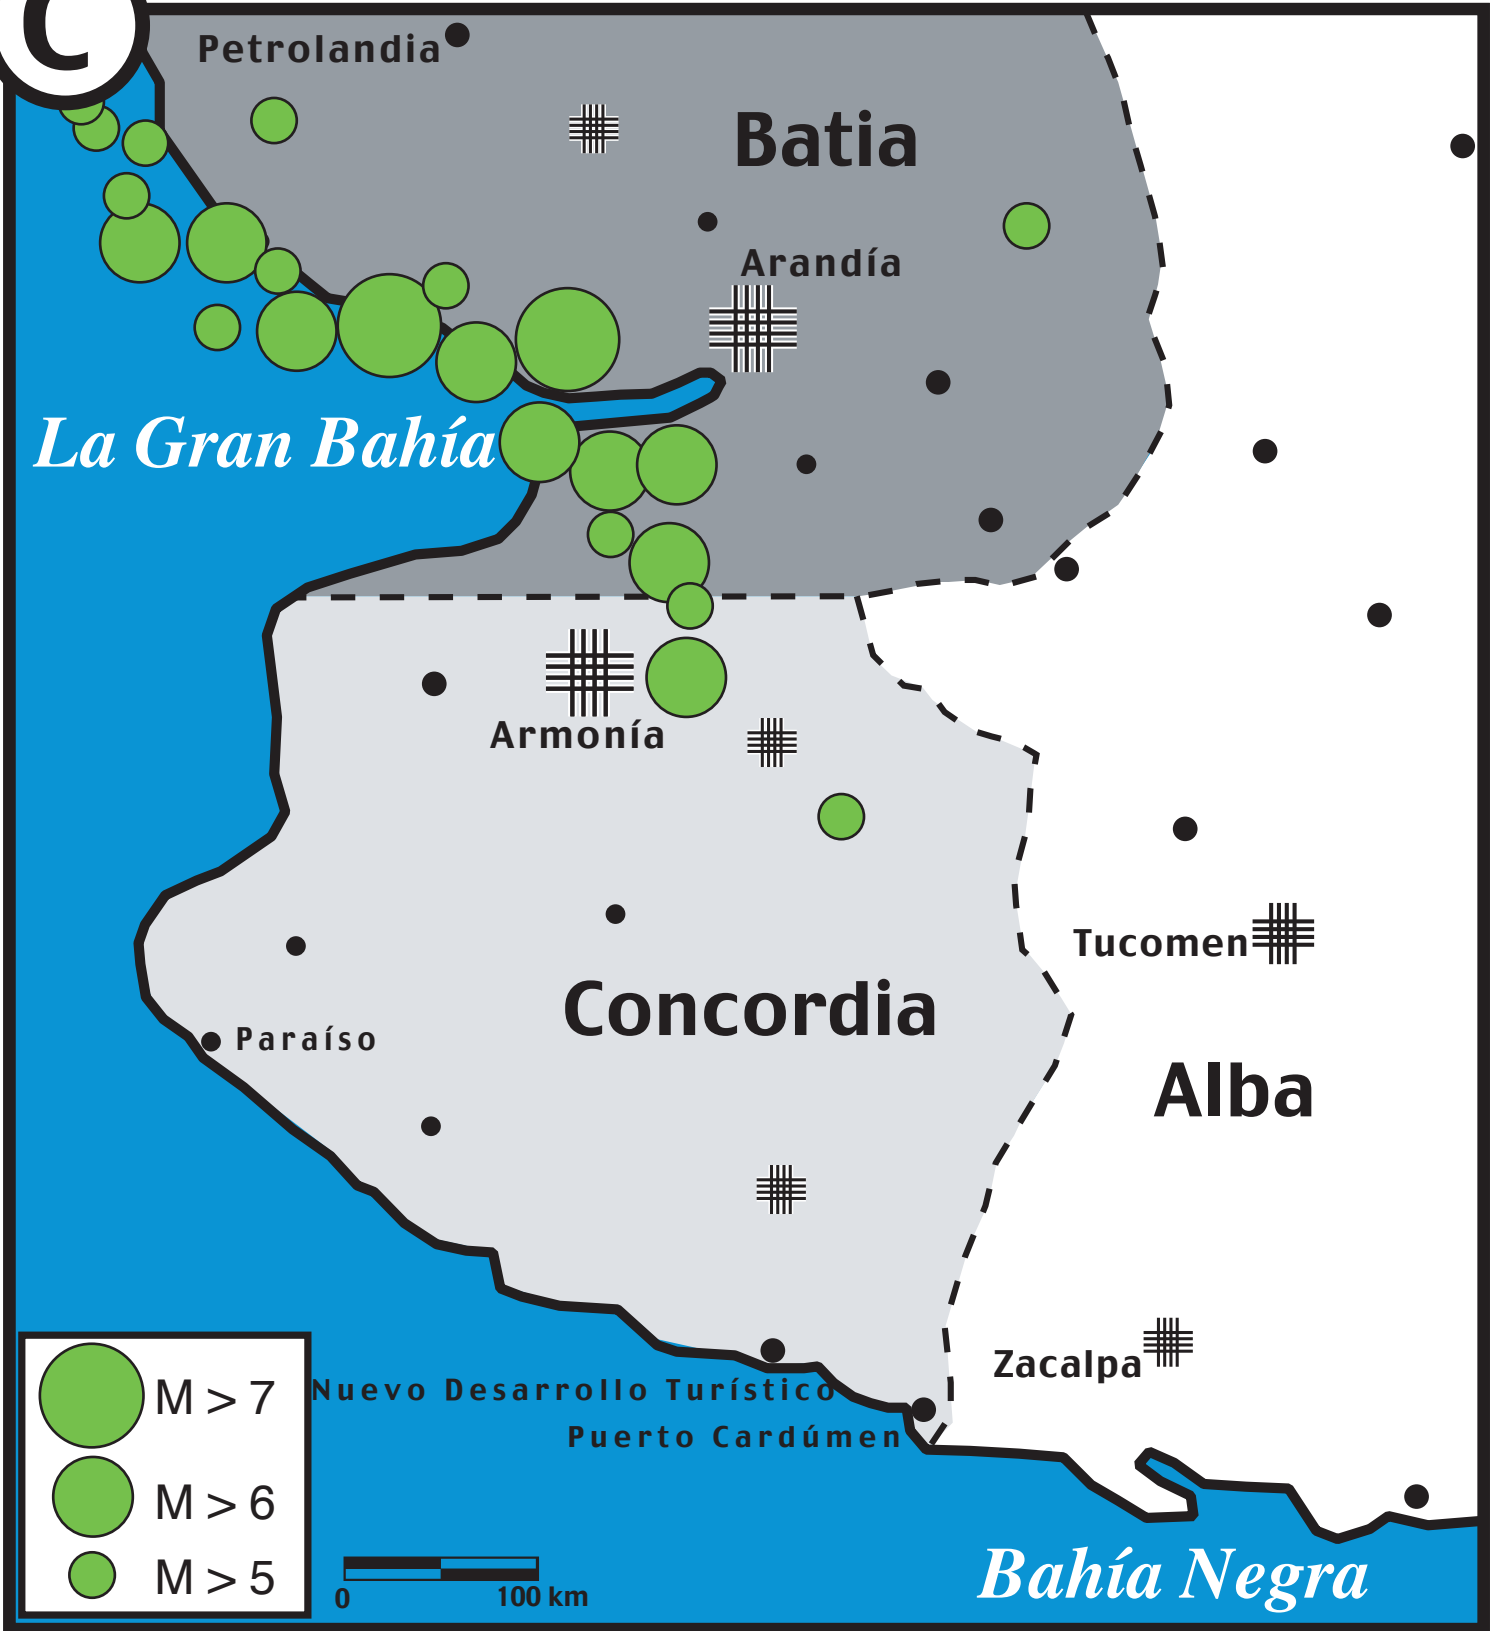 C
Petrolandia
Batia
Arandía
La Gran Bahía
Armonía
Tucomen
Concordia
Paraíso
Alba
Zacalpa
Nuevo Desarrollo Turístico
Puerto Cardúmen
M > 7
M > 6
M > 5
0 100 km
Bahía Negra